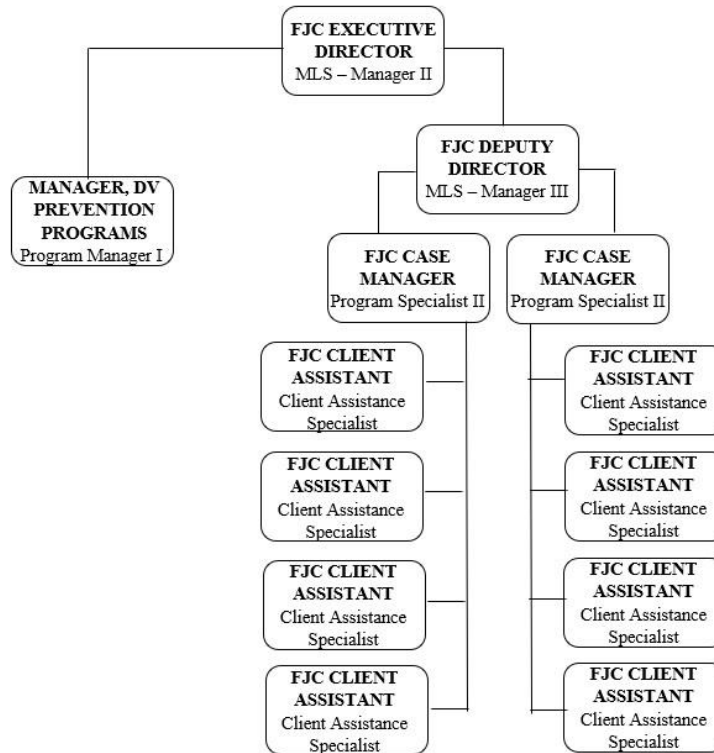 FJC EXECUTIVE
DIRECTOR
MLS – Manager II
FJC DEPUTY
DIRECTOR
MLS – Manager III
MANAGER, DV
PREVENTION
PROGRAMS
Program Manager I
FJC CASE
MANAGER
Program Specialist II
FJC CASE
MANAGER
Program Specialist II
FJC CLIENT
ASSISTANT
Client Assistance
Specialist
FJC CLIENT
ASSISTANT
Client Assistance
Specialist
FJC CLIENT
ASSISTANT
Client Assistance
Specialist
FJC CLIENT
ASSISTANT
Client Assistance
Specialist
FJC CLIENT
ASSISTANT
Client Assistance
Specialist
FJC CLIENT
ASSISTANT
Client Assistance
Specialist
FJC CLIENT
ASSISTANT
Client Assistance
Specialist
FJC CLIENT
ASSISTANT
Client Assistance
Specialist